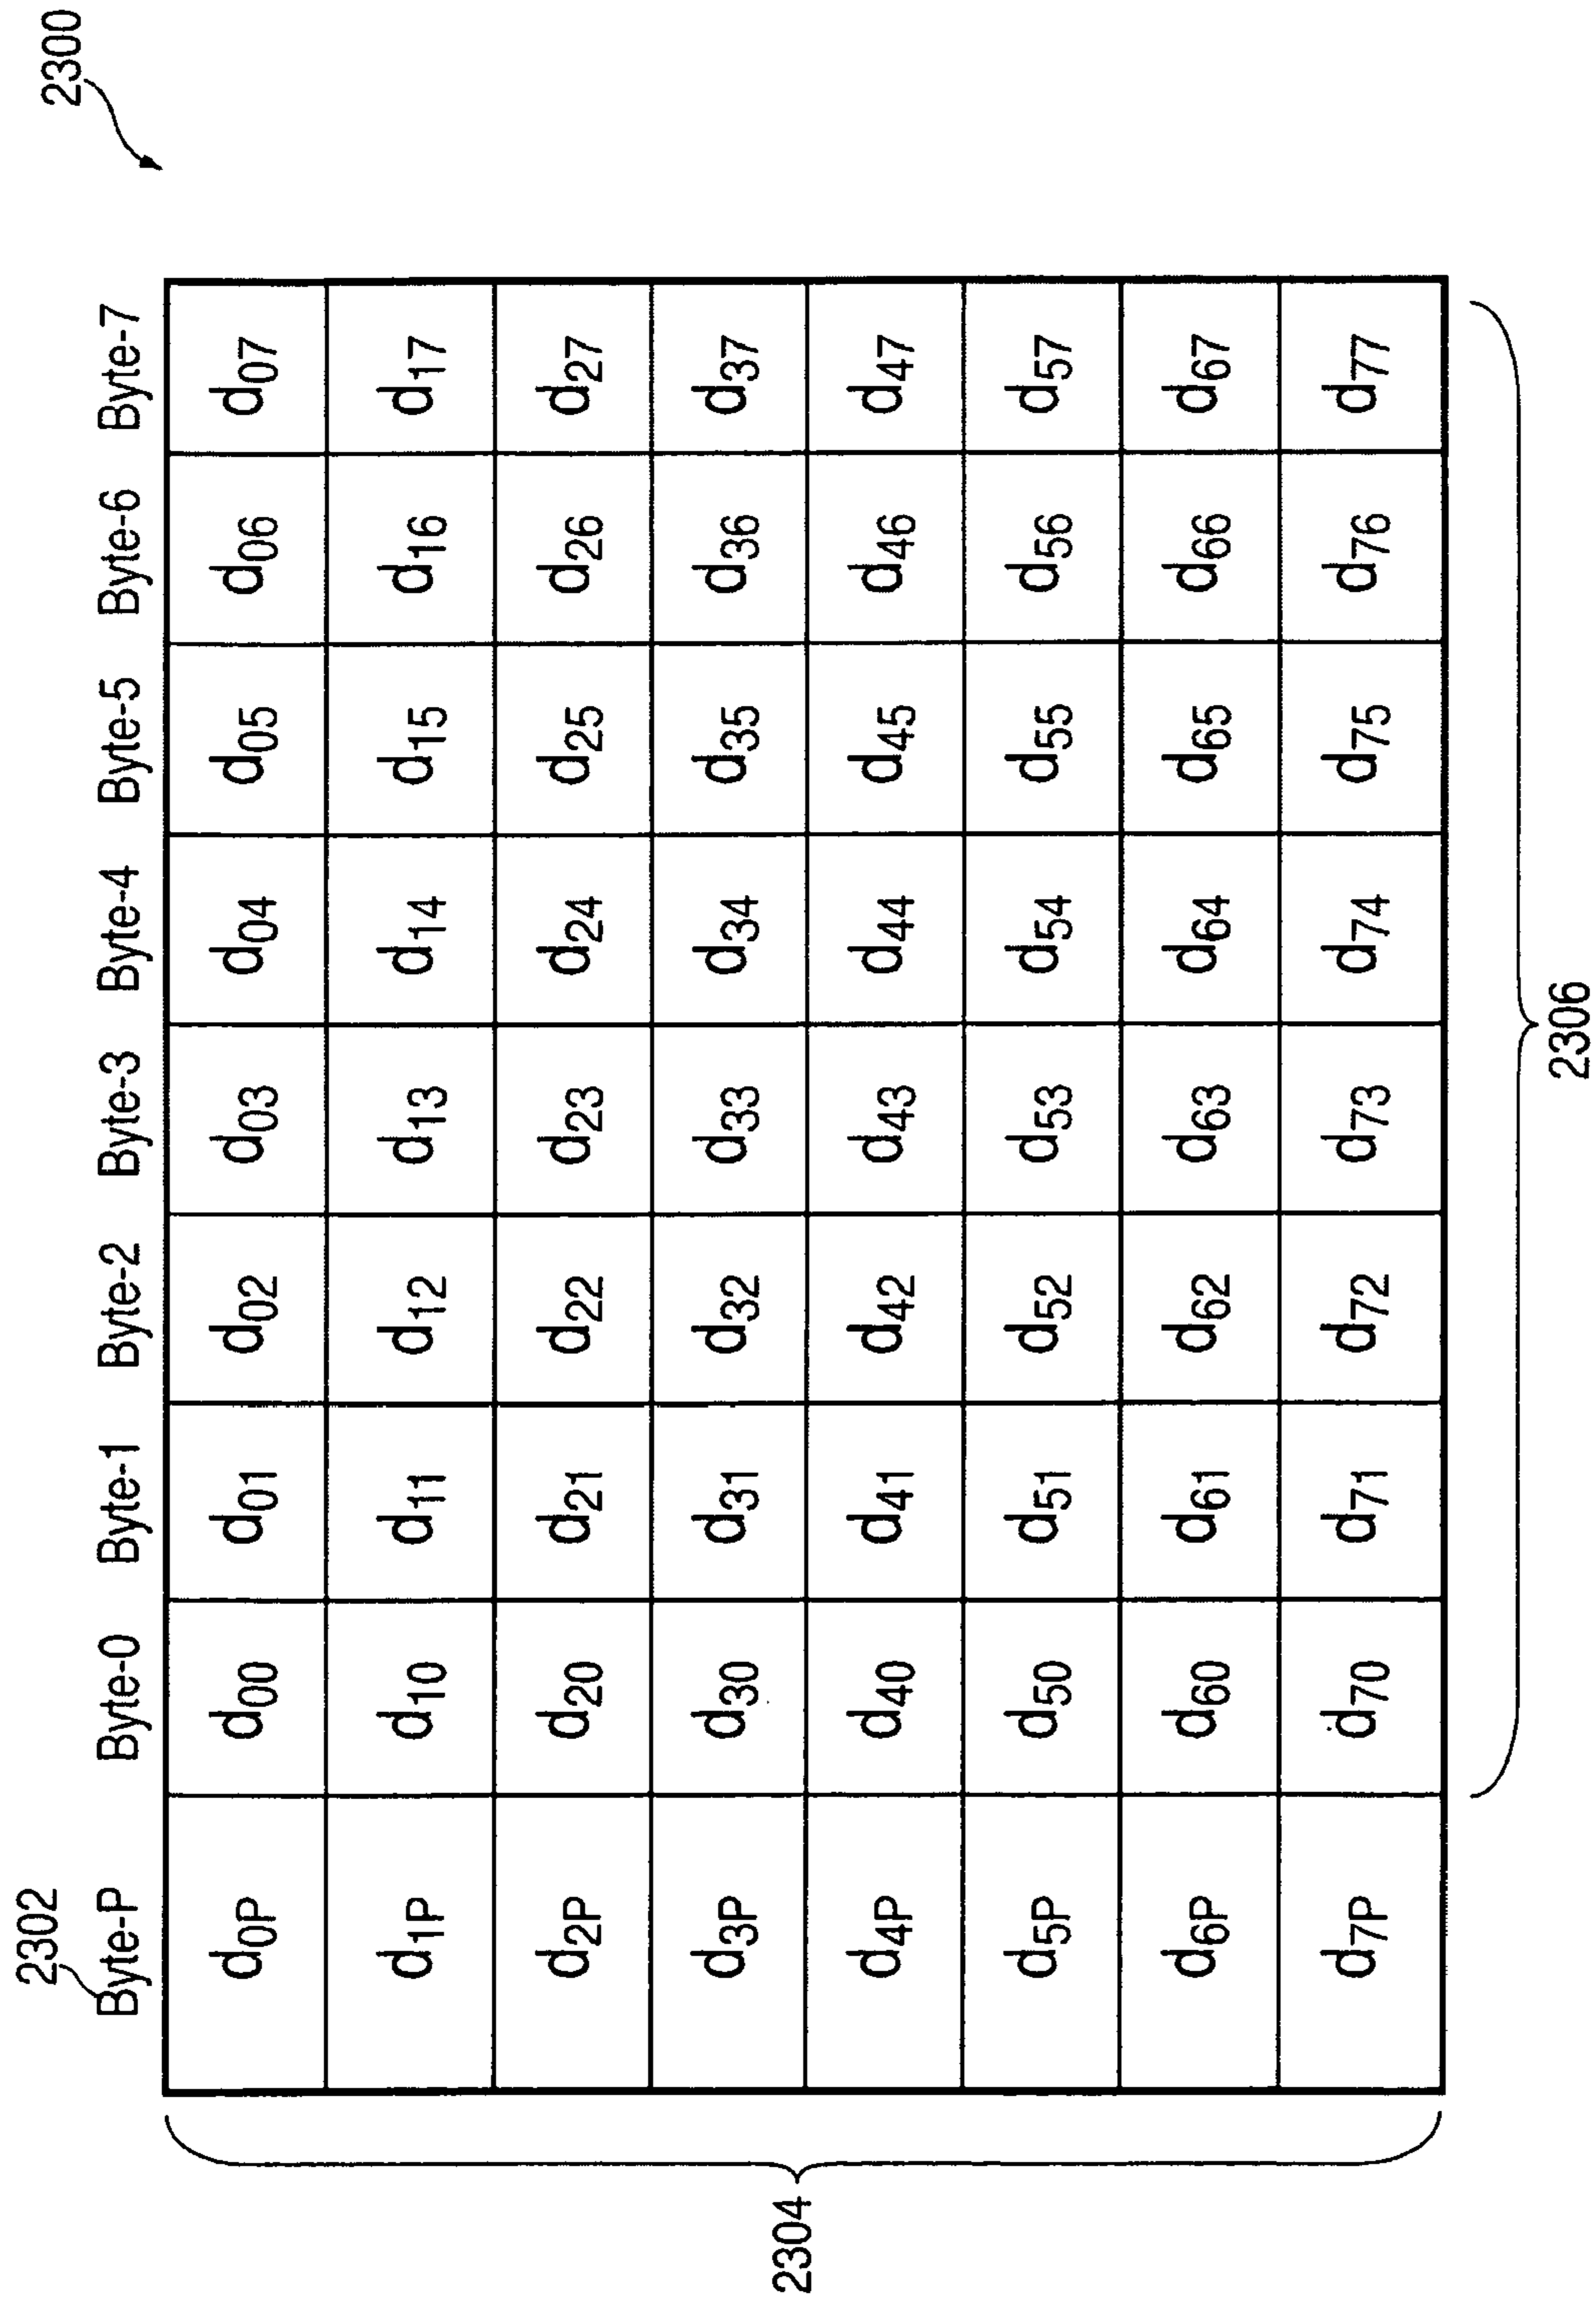 2300
2302
Byte-P Byte-0 Byte-1 Byte-2 Byte-3 Byte-4 Byte-5 Byte-6 Byte-7
d0P d00 d01 d02 d03 d04 d05 d06 d07
d1P d10 d11 d12 d13 d14 d15 d16 d17
d2P d20 d21 d22 d23 d24 d25 d26 d27
d3P d30 d31 d32 d33 d34 d35 d36 d37
d4P d40 d41 d42 d43 d44 d45 d46 d47
d5P d50 d51 d52 d53 d54 d55 d56 d57
d6P d60 d61 d62 d63 d64 d65 d66 d67
d7P d70 d71 d72 d73 d74 d75 d76 d77
2304
2306